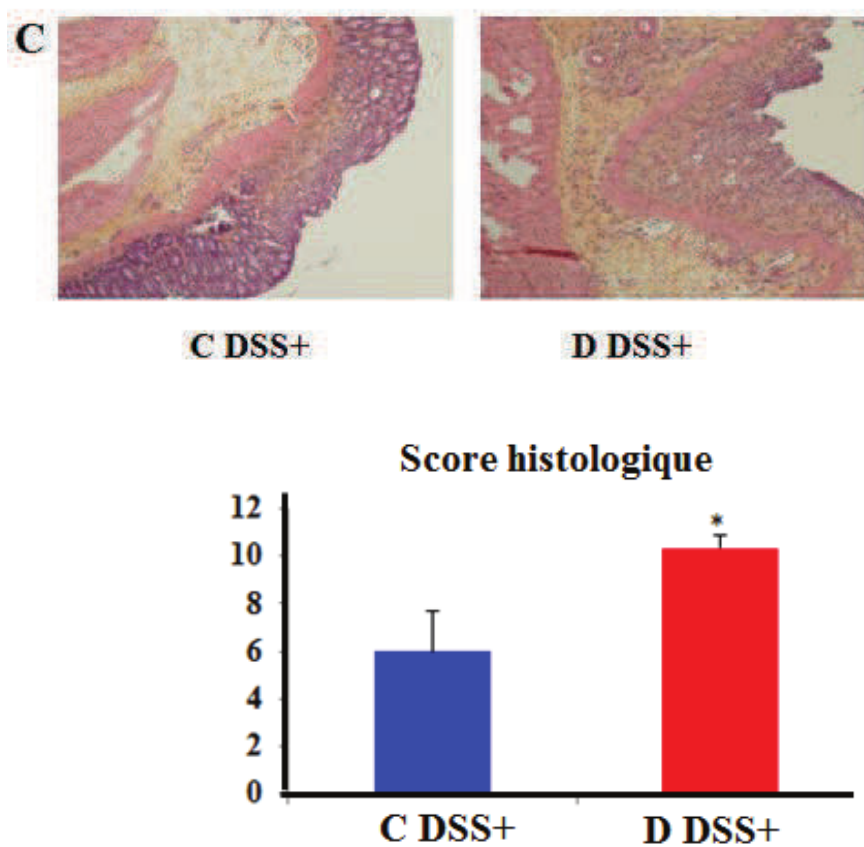 C
C DSS+
D DSS+
Score histologique
12
10
8
6
4
2
0
*
C DSS+
D DSS+